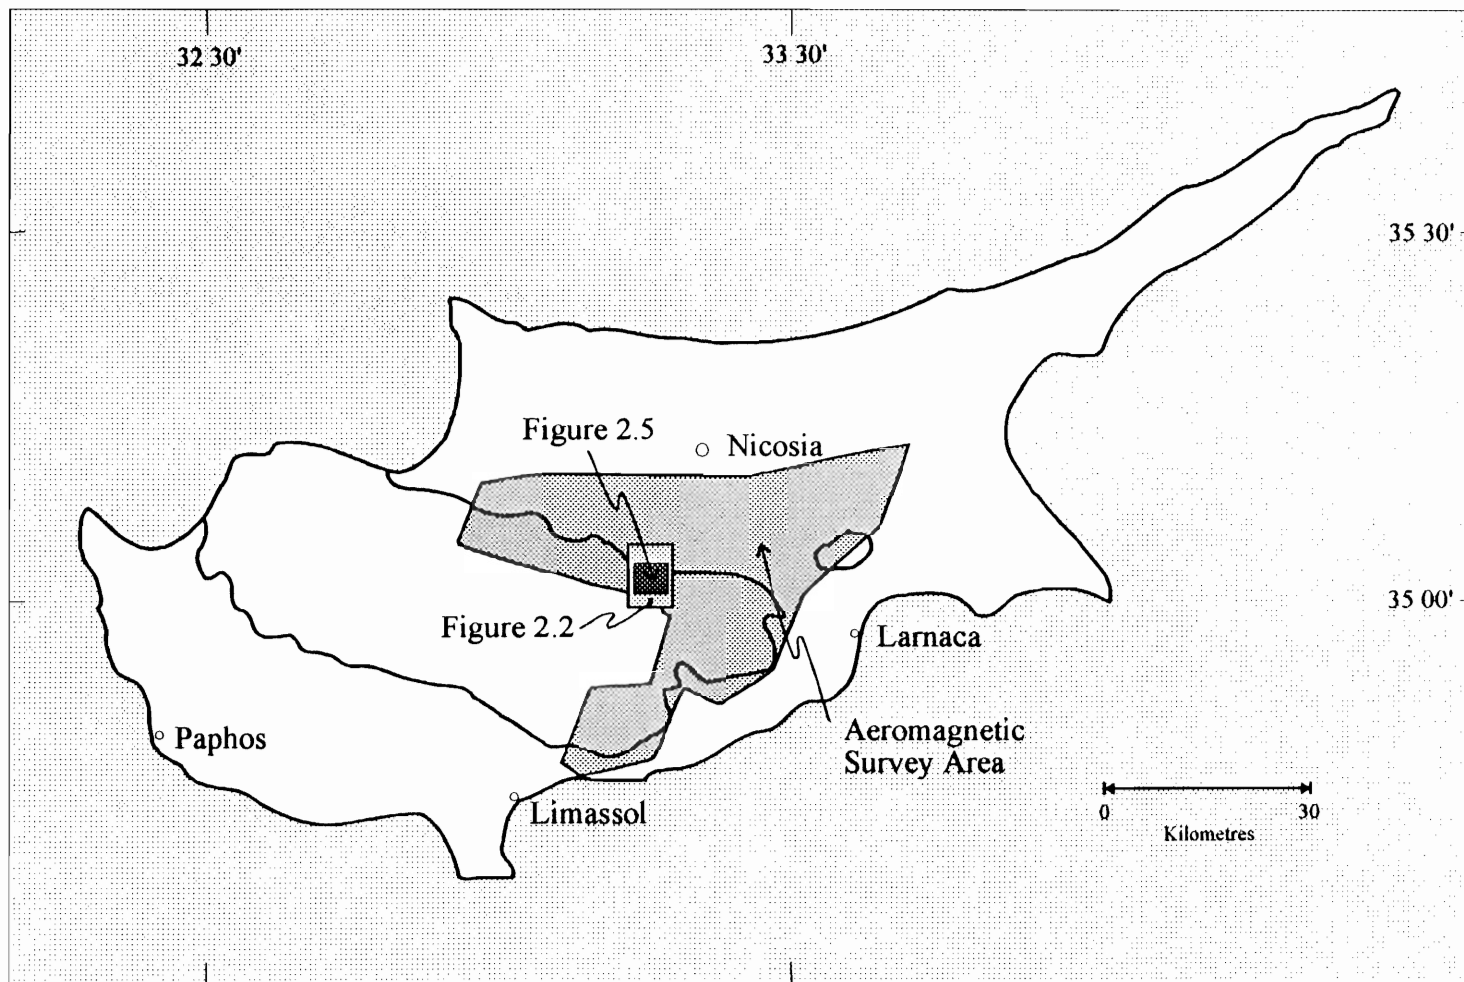 32 30'
33 30'
35 30'
Figure 2.5
Nicosia
35 00'
Figure 2.2
Larnaca
Paphos
Aeromagnetic
Survey Area
Limassol
0
30
Kilometres